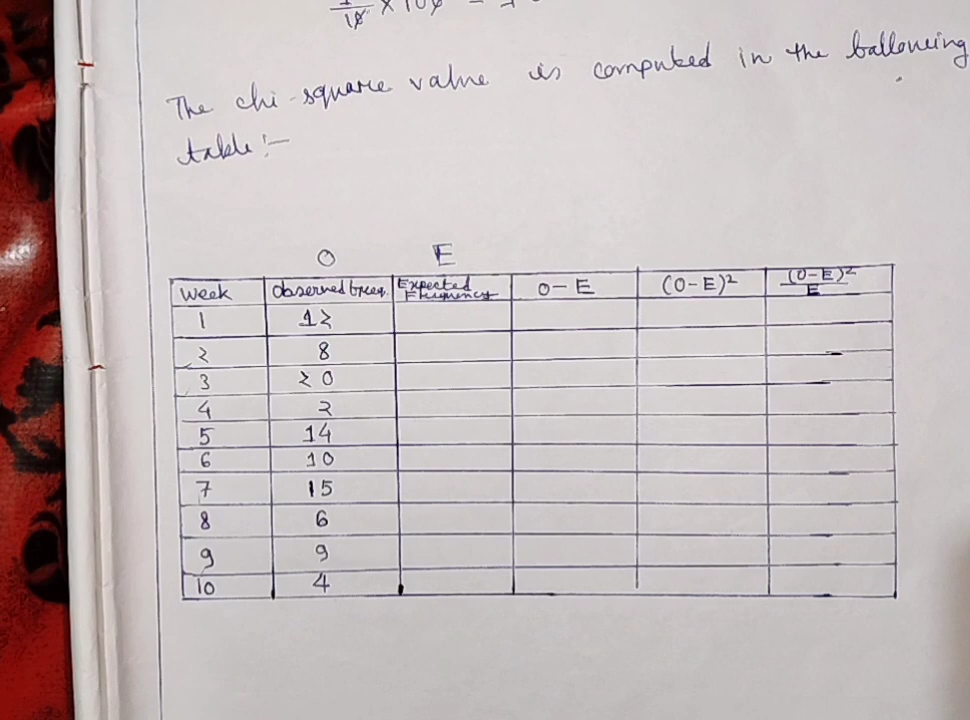 The chi-square value is computed in the following
table:-
O E
Week Observed freq. Expected Frequency O-E (O-E)² (O-E)²/E
1 12
2 8
3 20
4 2
5 14
6 10
7 15
8 6
9 9
10 4